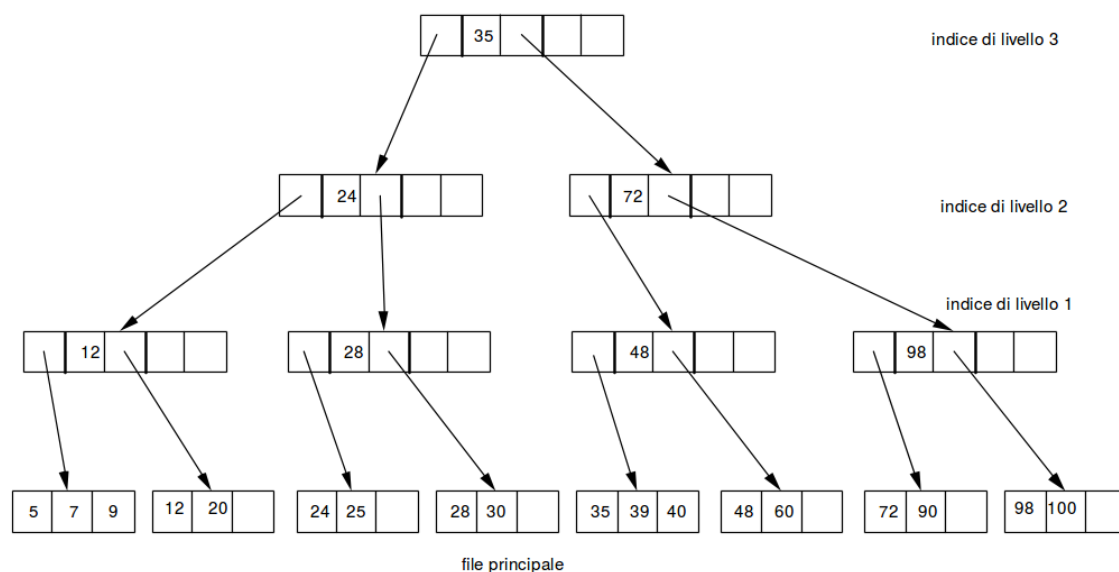 35
indice di livello 3
24
72
indice di livello 2
indice di livello 1
12
28
48
98
5 7 9
12 20
24 25
28 30
35 39 40
48 60
72 90
98 100
file principale